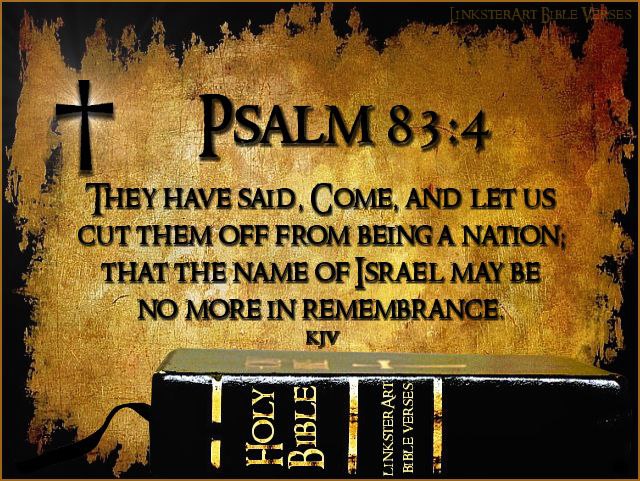 LinksterArt Bible Verses
Psalm 83:4
They have said, Come, and let us
cut them off from being a nation;
that the name of Israel may be
no more in remembrance.
KJV
Holy
Bible
LinksterArt
Bible Verses